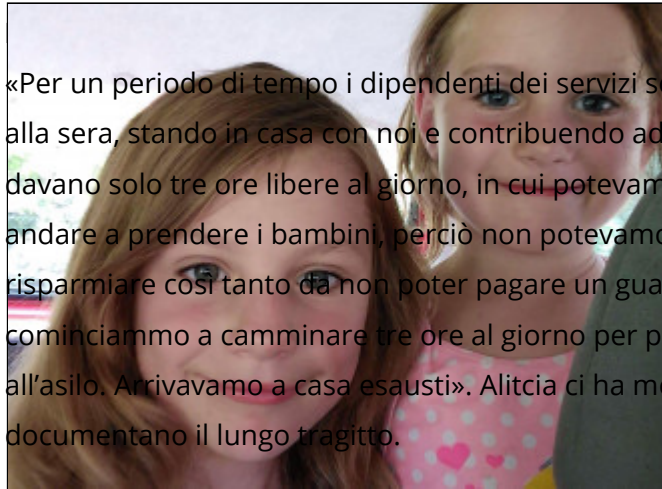 «Per un periodo di tempo i dipendenti dei servizi
alla sera, stando in casa con noi e contribuendo ad
davano solo tre ore libere al giorno, in cui
andare a prendere i bambini, perciò non
risparmiare così tanto da non poter pagare un
cominciammo a camminare tre ore al giorno per
all’asilo. Arrivavamo a casa esausti». Alitcia ci ha
documentano il lungo tragitto.